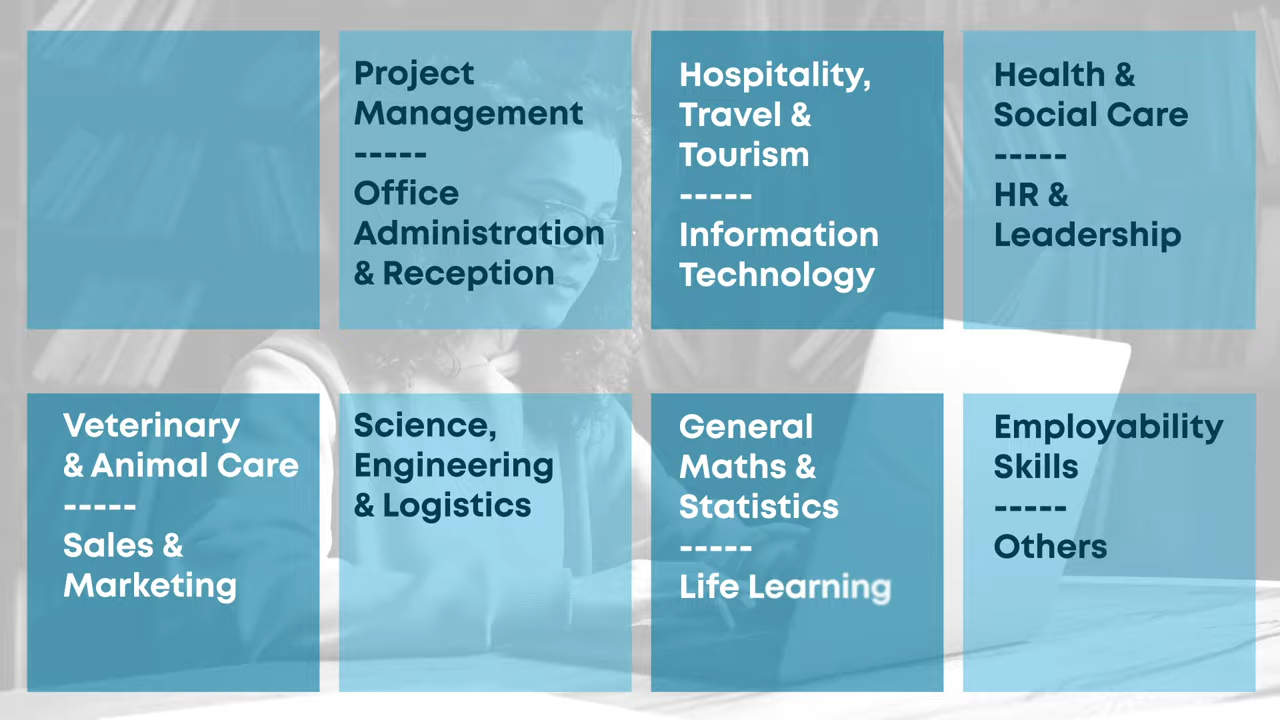 Project
Management
-----
Office
Administration
& Reception
Hospitality,
Travel &
Tourism
-----
Information
Technology
Health &
Social Care
-----
HR &
Leadership
Veterinary
& Animal Care
-----
Sales &
Marketing
Science,
Engineering
& Logistics
General
Maths &
Statistics
-----
Life Learning
Employability
Skills
-----
Others